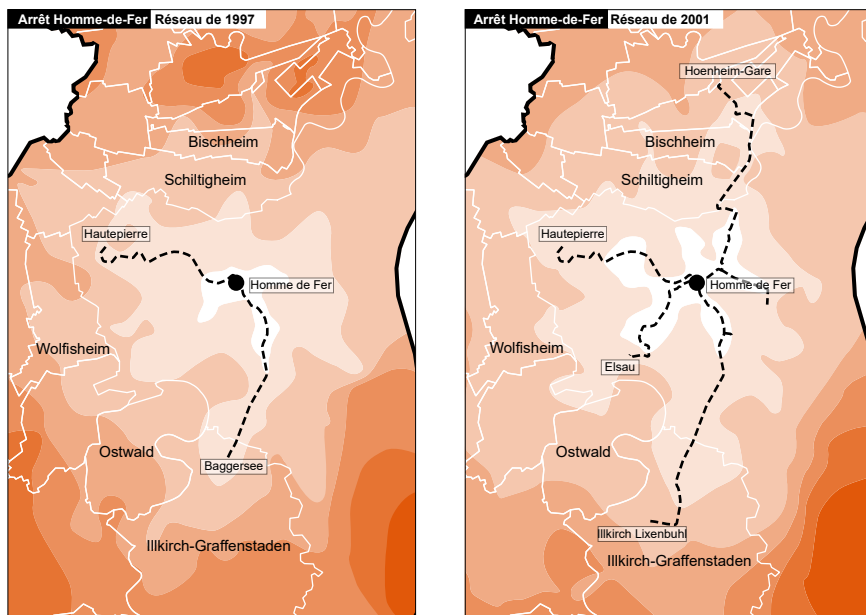 Arrêt Homme-de-Fer Réseau de 1997
Bischheim
Schiltigheim
Hautepierre
Homme de Fer
Wolfisheim
Ostwald
Baggersee
Illkirch-Graffenstaden
Arrêt Homme-de-Fer Réseau de 2001
Hoenheim-Gare
Bischheim
Schiltigheim
Hautepierre
Homme de Fer
Wolfisheim
Elsau
Ostwald
Illkirch Lixenbuhl
Illkirch-Graffenstaden